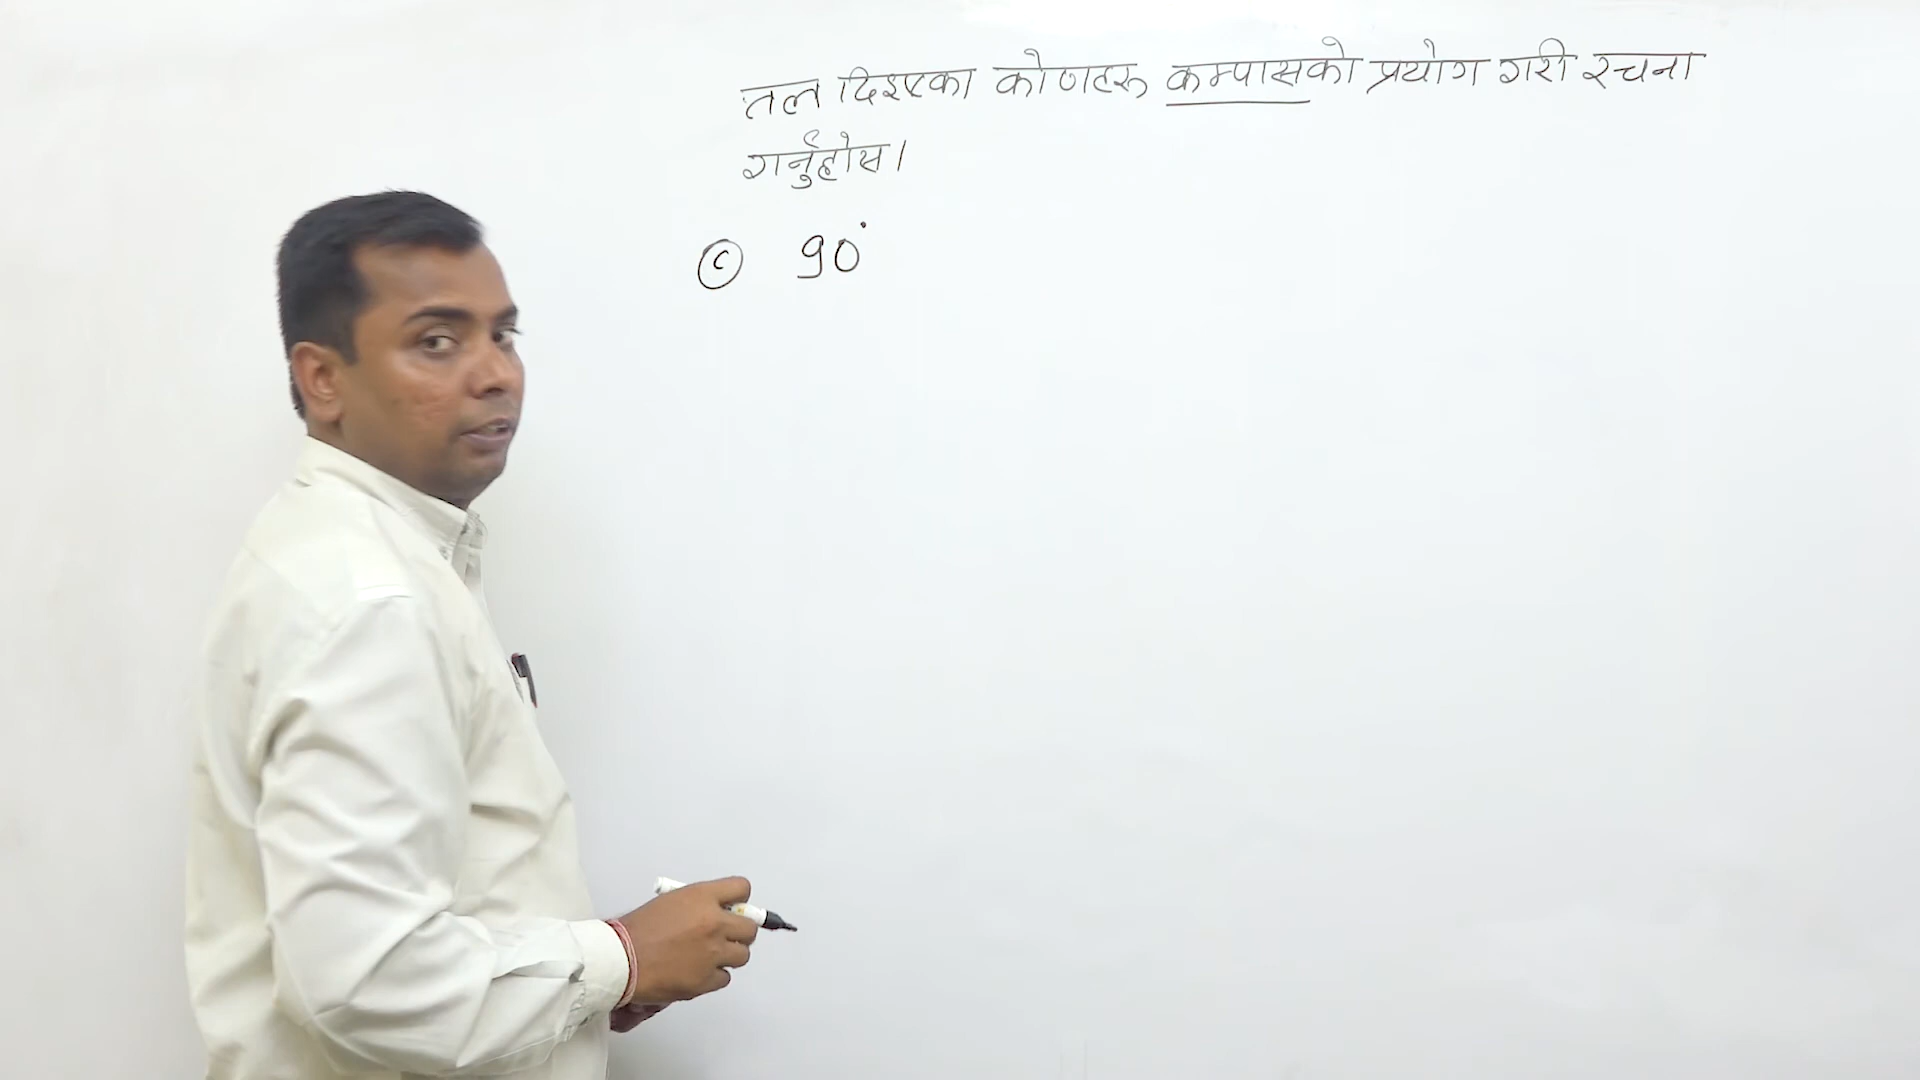 तल दिइएका कोणहरू कम्पासको प्रयोग गरी रचना
गर्नुहोस।
(c) 90°